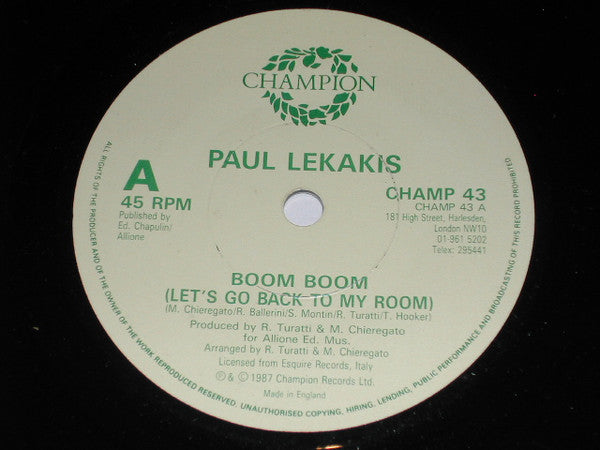 CHAMPION
PAUL LEKAKIS
A
45 RPM
Published by
Ed. Chapulin/
Allione
CHAMP 43
CHAMP 43 A
181 High Street, Harlesden,
London NW10
01-961 5202
Telex: 295441
BOOM BOOM
(LET'S GO BACK TO MY ROOM)
(M. Chieregato/R. Ballerini/S. Montin/R. Turatti/T. Hooker)
Produced by R. Turatti & M. Chieregato
for Allione Ed. Mus.
Arranged by R. Turatti & M. Chieregato
Licensed from Esquire Records, Italy
℗ & © 1987 Champion Records Ltd.
Made in England
ALL RIGHTS OF THE PRODUCER AND OF THE OWNER OF THE WORK REPRODUCED RESERVED. UNAUTHORISED COPYING, HIRING, LENDING, PUBLIC PERFORMANCE AND BROADCASTING OF THIS RECORD PROHIBITED